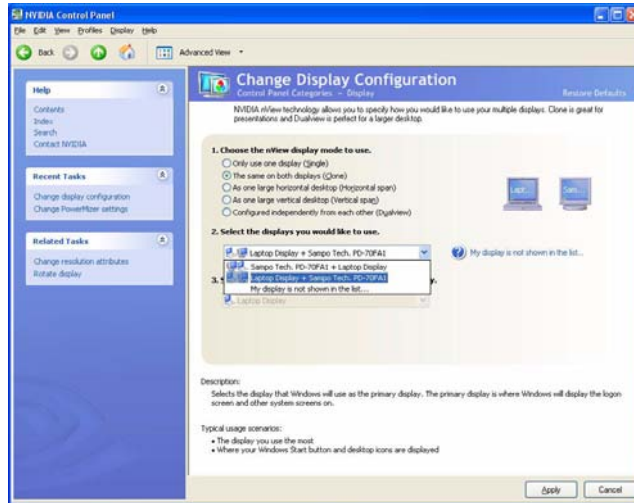 NVIDIA Control Panel
File Edit View Profiles Display Help
Back Advanced View
Help
Contents
Index
Search
Contact NVIDIA
Recent Tasks
Change display configuration
Change PowerMizer settings
Related Tasks
Change resolution attributes
Rotate display
Change Display Configuration
Control Panel Categories - Display
Restore Defaults
NVIDIA nView technology allows you to specify how you would like to use your multiple displays. Clone is great for
presentations and Dualview is perfect for a larger desktop.
1. Choose the nView display mode to use.
Only use one display (Single)
The same on both displays (Clone)
As one large horizontal desktop (Horizontal span)
As one large vertical desktop (Vertical span)
Configured independently from each other (Dualview)
Lapt...
Sam...
2. Select the displays you would like to use.
Laptop Display + Sampo Tech. PD-70FA1
My display is not shown in the list...
Sampo Tech. PD-70FA1 + Laptop Display
Laptop Display + Sampo Tech. PD-70FA1
My display is not shown in the list...
3.
Laptop Display
Description:
Selects the display that Windows will use as the primary display. The primary display is where Windows will display the logon
screen and other system screens on.
Typical usage scenarios:
• The display you use the most
• Where your Windows Start button and desktop icons are displayed
Apply Cancel